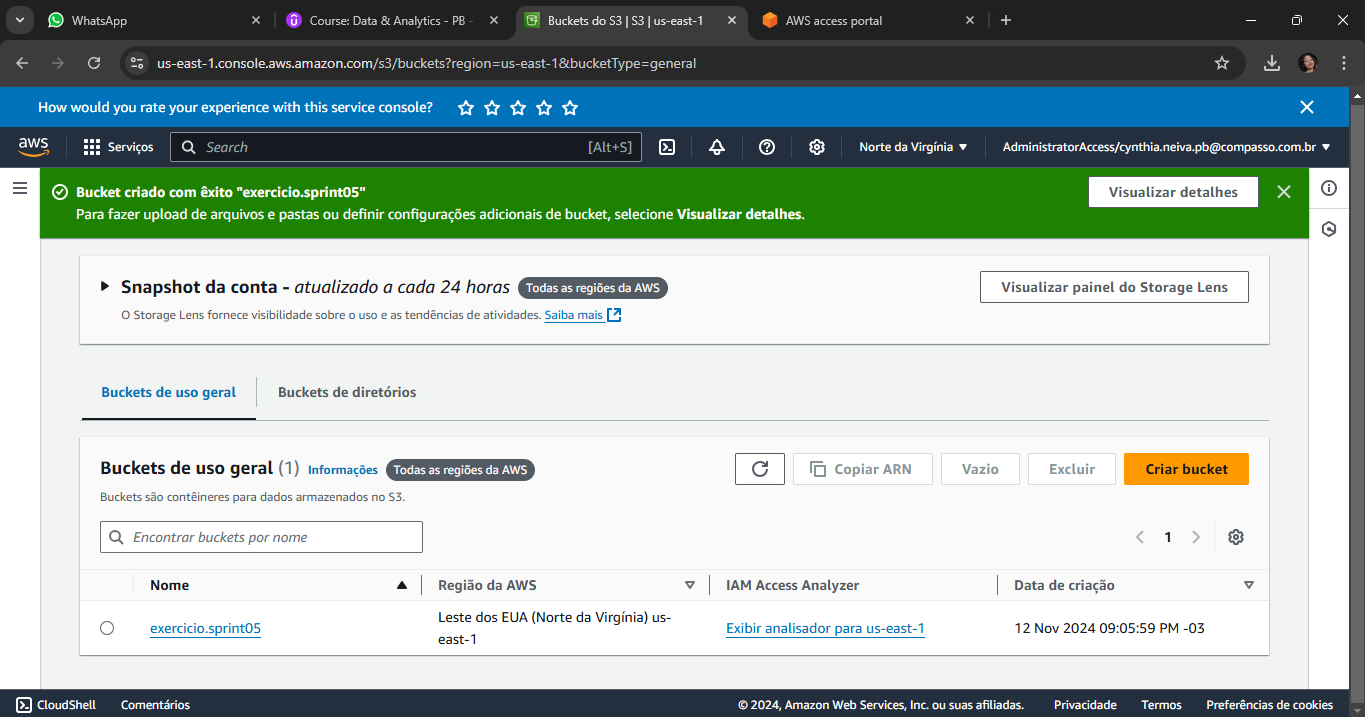 WhatsApp
Course: Data & Analytics - PB -
Buckets do S3 | S3 | us-east-1
AWS access portal
us-east-1.console.aws.amazon.com/s3/buckets?region=us-east-1&bucketType=general
How would you rate your experience with this service console?
aws
Serviços
Search
[Alt+S]
Norte da Virgínia
AdministratorAccess/cynthia.neiva.pb@compasso.com.br
Bucket criado com êxito "exercicio.sprint05"
Para fazer upload de arquivos e pastas ou definir configurações adicionais de bucket, selecione Visualizar detalhes.
Visualizar detalhes
Snapshot da conta - atualizado a cada 24 horas
Todas as regiões da AWS
O Storage Lens fornece visibilidade sobre o uso e as tendências de atividades. Saiba mais
Visualizar painel do Storage Lens
Buckets de uso geral
Buckets de diretórios
Buckets de uso geral (1)
Informações
Todas as regiões da AWS
Buckets são contêineres para dados armazenados no S3.
Copiar ARN
Vazio
Excluir
Criar bucket
Encontrar buckets por nome
1
Nome
Região da AWS
IAM Access Analyzer
Data de criação
exercicio.sprint05
Leste dos EUA (Norte da Virgínia) us-
east-1
Exibir analisador para us-east-1
12 Nov 2024 09:05:59 PM -03
CloudShell
Comentários
© 2024, Amazon Web Services, Inc. ou suas afiliadas.
Privacidade
Termos
Preferências de cookies